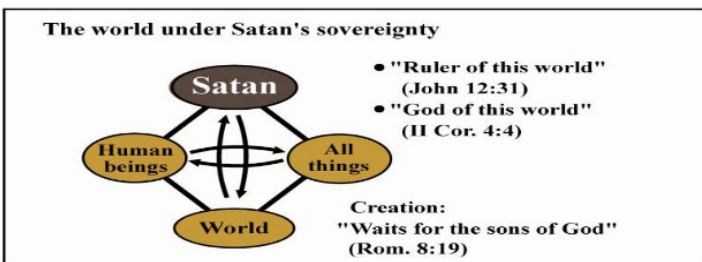 The world under Satan's sovereignty
Satan
• "Ruler of this world"
(John 12:31)
• "God of this world"
(II Cor. 4:4)
Human
beings
All
things
World
Creation:
"Waits for the sons of God"
(Rom. 8:19)